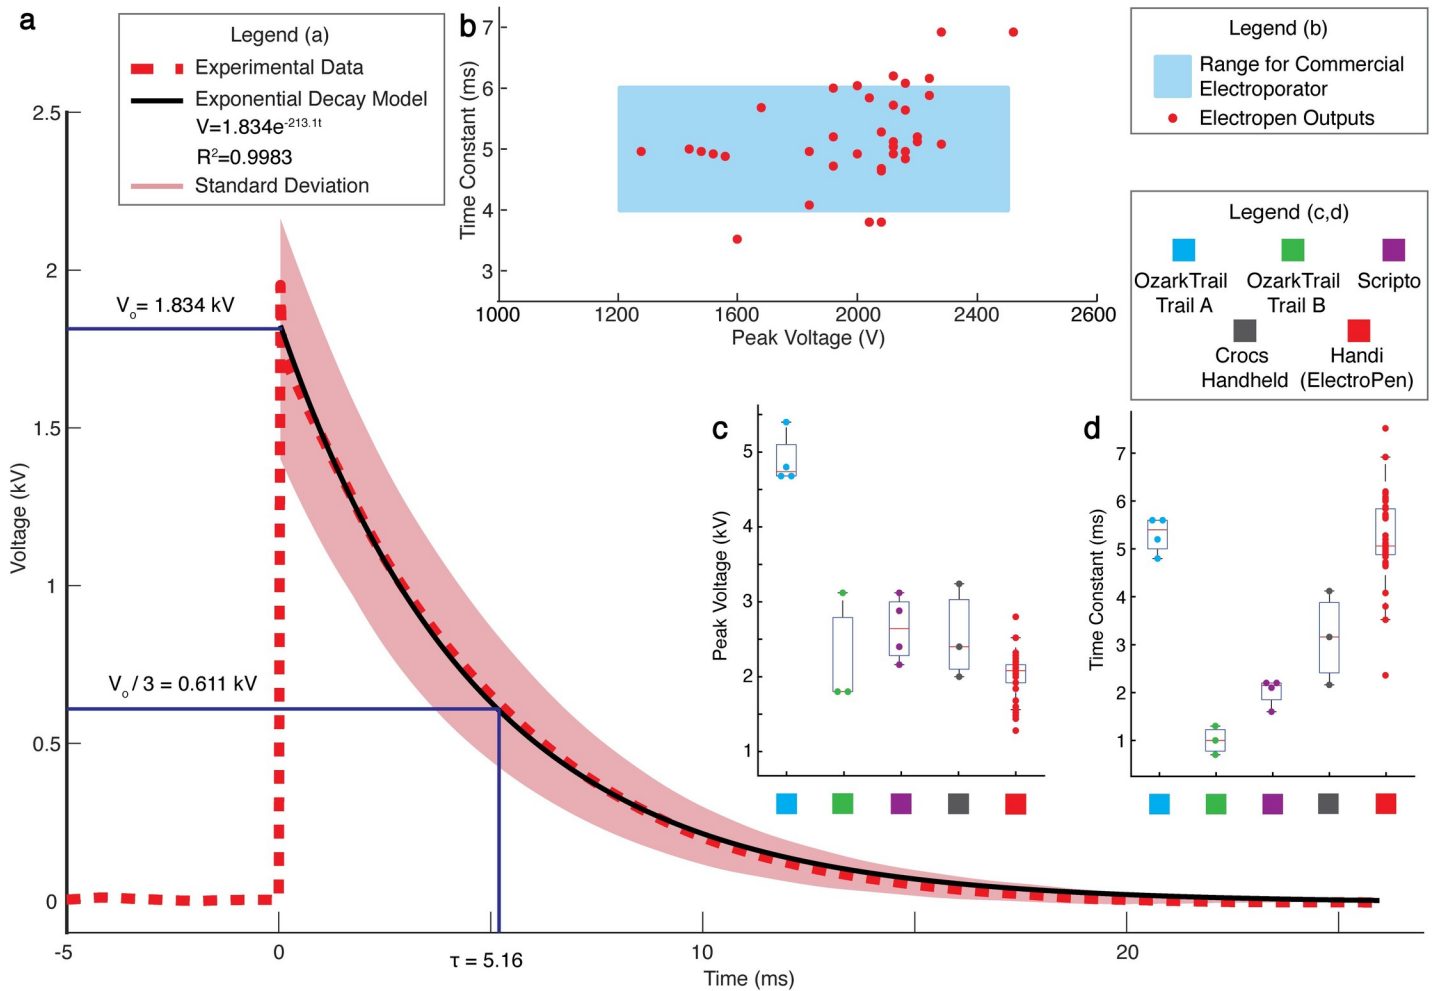 a
Legend (a)
Experimental Data
Exponential Decay Model
V=1.834e-213.1t
R2=0.9983
Standard Deviation
2.5
2
1.5
1
0.5
0
Voltage (kV)
Vo= 1.834 kV
Vo / 3 = 0.611 kV
-5
0
10
20
τ = 5.16
Time (ms)
b
7
6
5
4
3
Time Constant (ms)
1000
1200
1600
2000
2400
2600
Peak Voltage (V)
Legend (b)
Range for Commercial
Electroporator
Electropen Outputs
Legend (c,d)
OzarkTrail
Trail A
OzarkTrail
Trail B
Scripto
Crocs
Handheld
Handi
(ElectroPen)
c
5
4
3
2
1
Peak Voltage (kV)
d
7
6
5
4
3
2
1
Time Constant (ms)